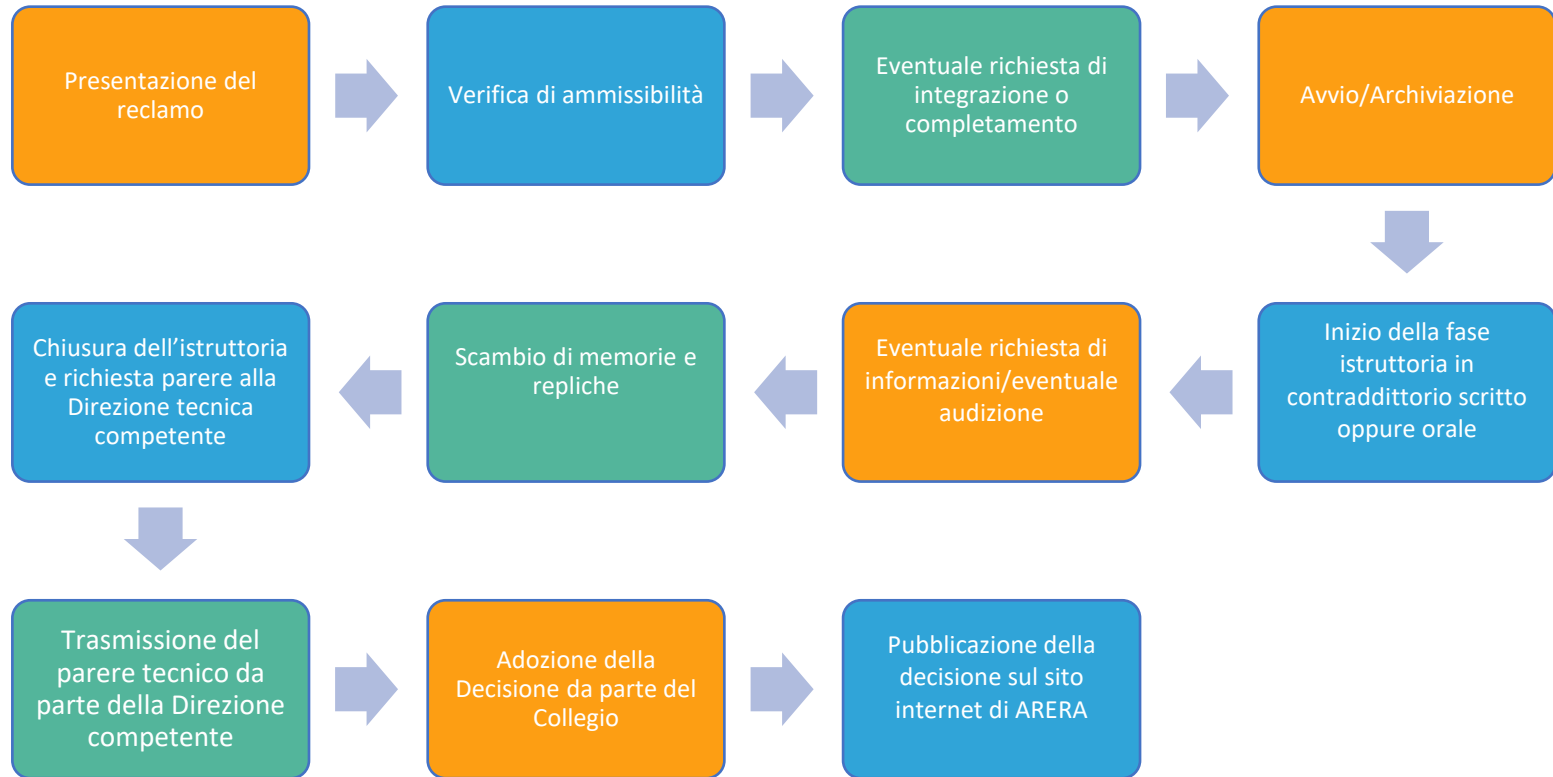 Presentazione del
reclamo
Verifica di ammissibilità
Eventuale richiesta di
integrazione o
completamento
Avvio/Archiviazione
Inizio della fase
istruttoria in
contraddittorio scritto
oppure orale
Eventuale richiesta di
informazioni/eventuale
audizione
Scambio di memorie e
repliche
Chiusura dell’istruttoria
e richiesta parere alla
Direzione tecnica
competente
Trasmissione del
parere tecnico da
parte della Direzione
competente
Adozione della
Decisione da parte del
Collegio
Pubblicazione della
decisione sul sito
internet di ARERA